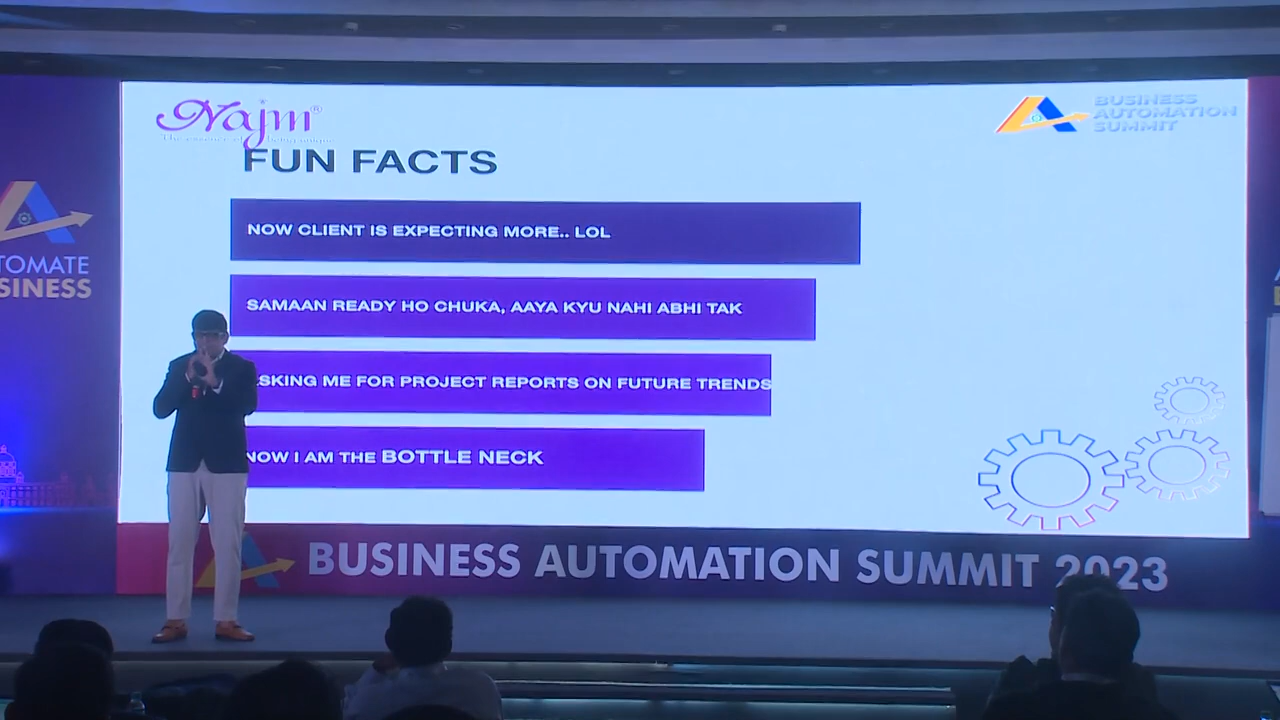 Najm®
BUSINESS
AUTOMATION
SUMMIT
FUN FACTS
NOW CLIENT IS EXPECTING MORE.. LOL
SAMAAN READY HO CHUKA, AAYA KYU NAHI ABHI TAK
SKING ME FOR PROJECT REPORTS ON FUTURE TRENDS
NOW I AM THE BOTTLE NECK
TOMATE
SINESS
BUSINESS AUTOMATION SUMMIT 2023